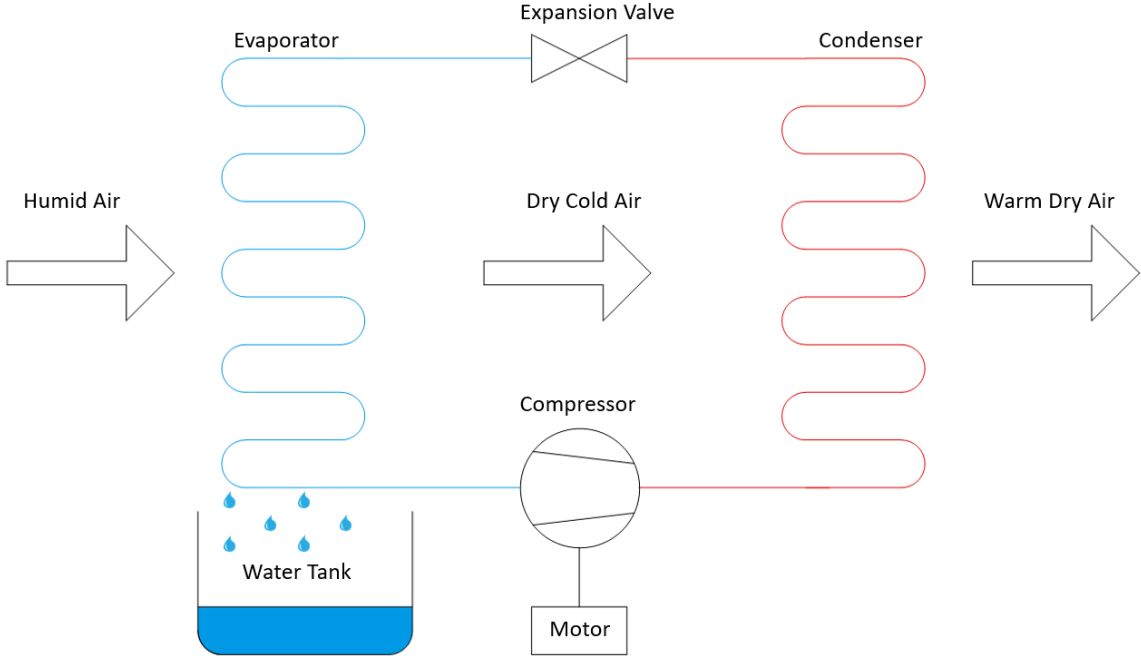 Expansion Valve
Evaporator
Condenser
Humid Air
Dry Cold Air
Warm Dry Air
Compressor
Water Tank
Motor